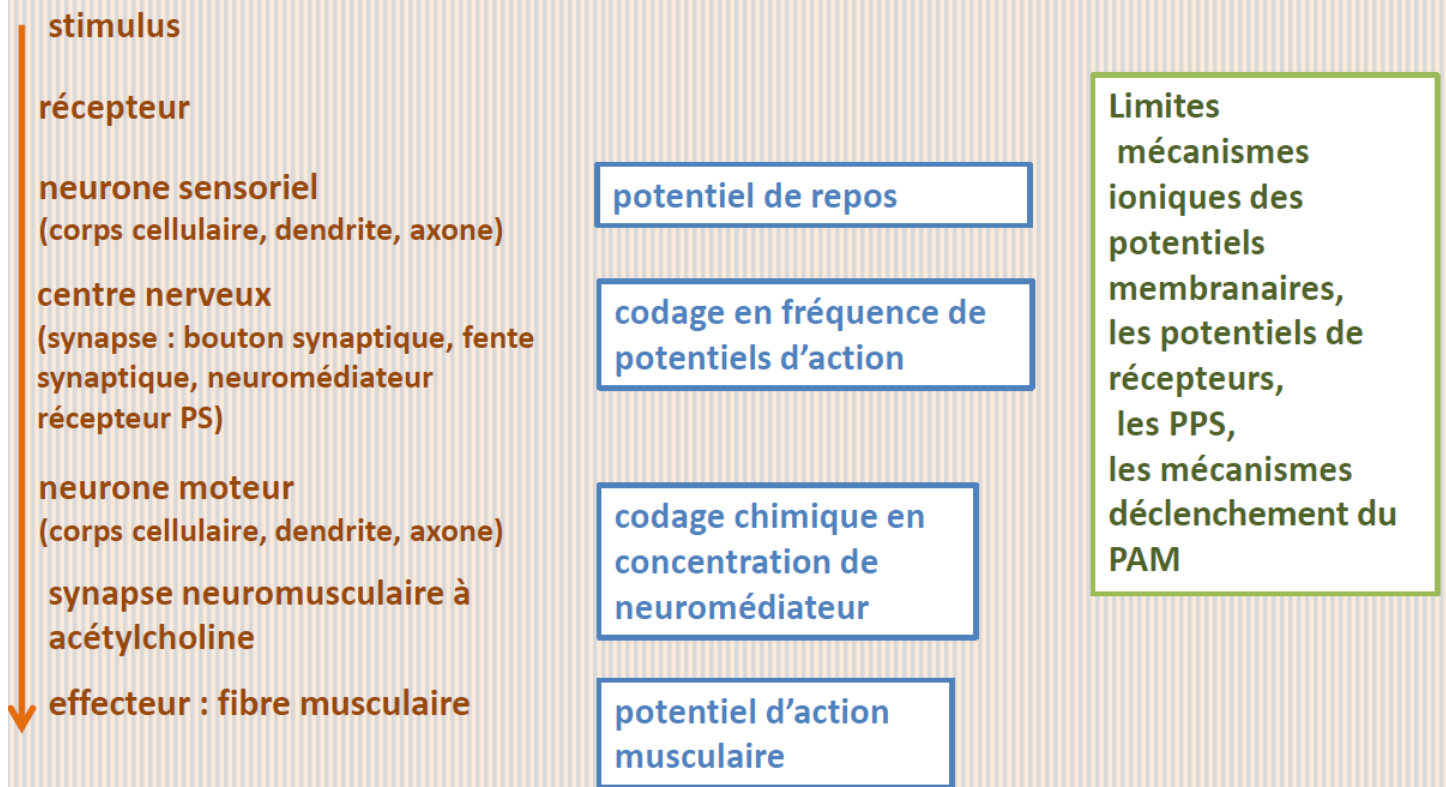 stimulus
récepteur
neurone sensoriel
(corps cellulaire, dendrite, axone)
centre nerveux
(synapse : bouton synaptique, fente
synaptique, neuromédiateur
récepteur PS)
neurone moteur
(corps cellulaire, dendrite, axone)
synapse neuromusculaire à
acétylcholine
effecteur : fibre musculaire
potentiel de repos
codage en fréquence de
potentiels d’action
codage chimique en
concentration de
neuromédiateur
potentiel d’action
musculaire
Limites
mécanismes
ioniques des
potentiels
membranaires,
les potentiels de
récepteurs,
les PPS,
les mécanismes
déclenchement du
PAM